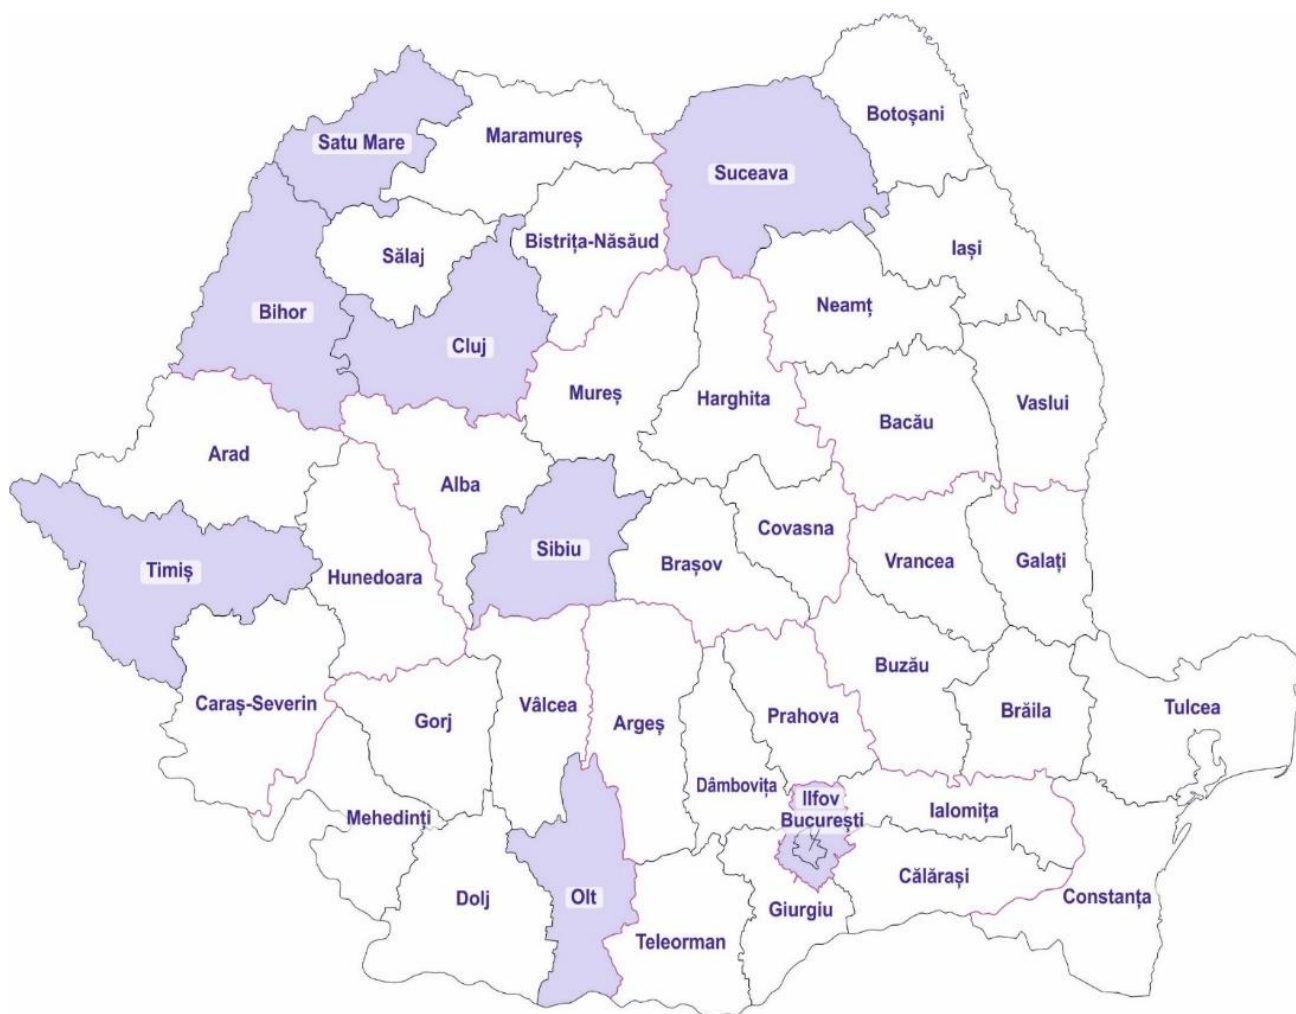 Botoșani
Satu Mare
Maramureș
Suceava
Sălaj
Bistrița-Năsăud
Iași
Bihor
Neamț
Cluj
Mureș
Harghita
Vaslui
Bacău
Arad
Alba
Covasna
Sibiu
Timiș
Hunedoara
Brașov
Vrancea
Galați
Buzău
Caraș-Severin
Vâlcea
Gorj
Argeș
Prahova
Brăila
Tulcea
Dâmbovița
Ilfov
București
Mehedinți
Ialomița
Călărași
Dolj
Olt
Giurgiu
Constanța
Teleorman